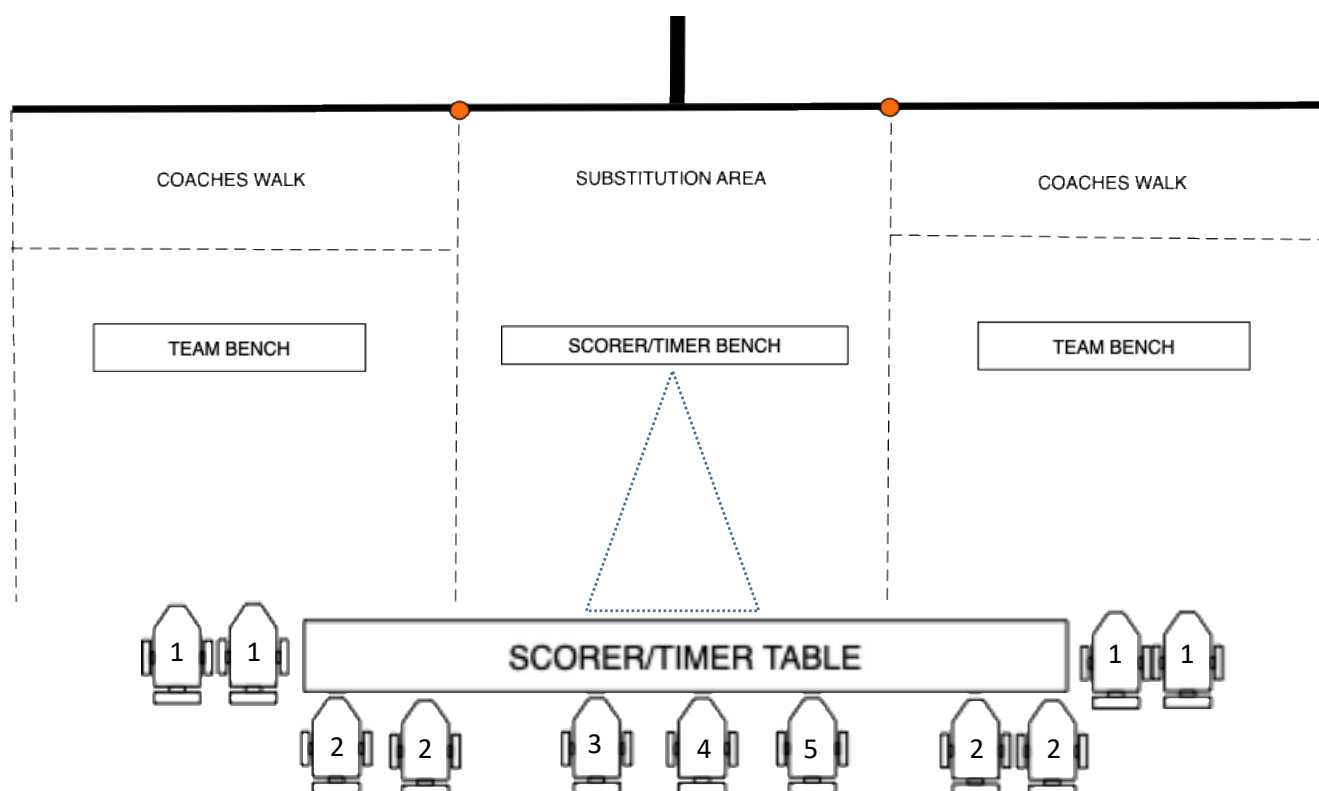 COACHES WALK
SUBSTITUTION AREA
COACHES WALK
TEAM BENCH
SCORER/TIMER BENCH
TEAM BENCH
1 1
SCORER/TIMER TABLE
1 1
2 2 3 4 5 2 2